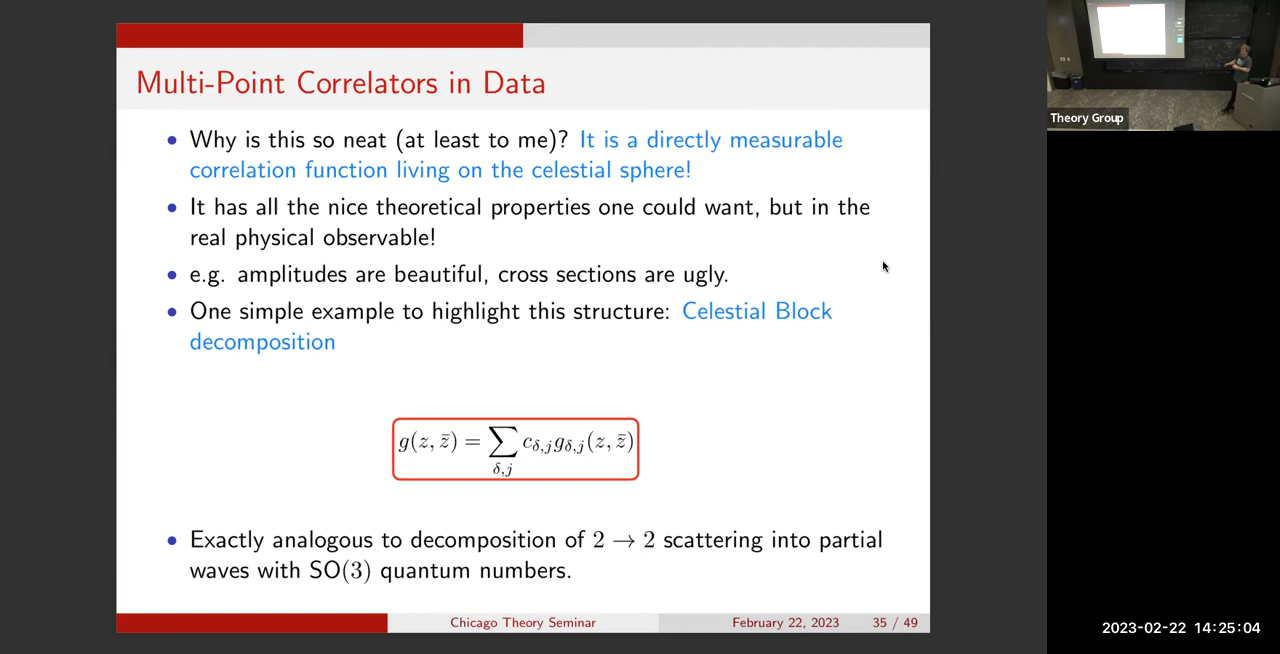 Multi-Point Correlators in Data
• Why is this so neat (at least to me)? It is a directly measurable
correlation function living on the celestial sphere!
• It has all the nice theoretical properties one could want, but in the
real physical observable!
• e.g. amplitudes are beautiful, cross sections are ugly.
• One simple example to highlight this structure: Celestial Block
decomposition
g(z, z̄) = ∑_{δ,j} c_{δ,j} g_{δ,j}(z, z̄)
• Exactly analogous to decomposition of 2 → 2 scattering into partial
waves with SO(3) quantum numbers.
Chicago Theory Seminar February 22, 2023 35 / 49
Theory Group
2023-02-22 14:25:04